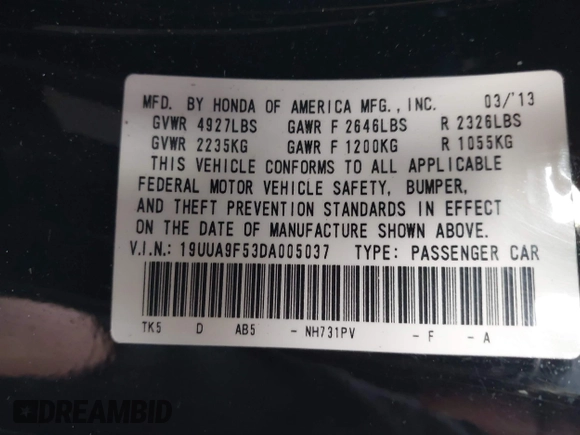 MFD. BY HONDA OF AMERICA MFG., INC. 03/'13
GVWR 4927LBS GAWR F 2646LBS R 2326LBS
GVWR 2235KG GAWR F 1200KG R 1055KG
THIS VEHICLE CONFORMS TO ALL APPLICABLE
FEDERAL MOTOR VEHICLE SAFETY, BUMPER,
AND THEFT PREVENTION STANDARDS IN EFFECT
ON THE DATE OF MANUFACTURE SHOWN ABOVE.
V.I.N.: 19UUA9F53DA005037 TYPE: PASSENGER CAR
TK5 D AB5 - NH731PV - F - A
DREAMBID